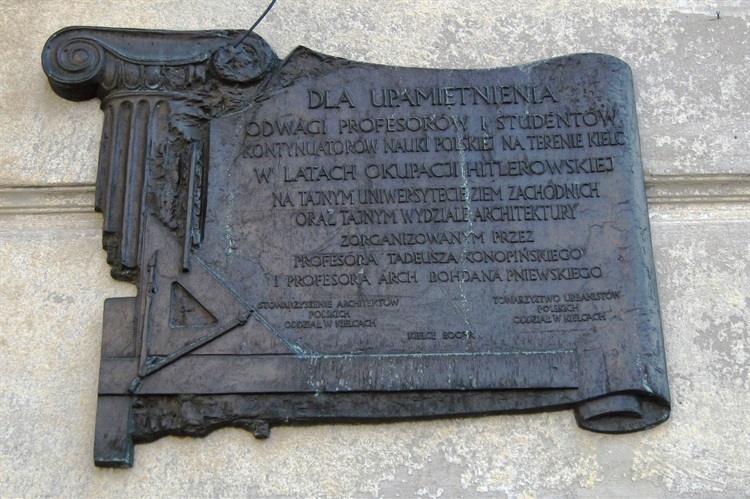 DLA UPAMIĘTNIENIA
ODWAGI PROFESORÓW I STUDENTÓW
KONTYNUATORÓW NAUKI POLSKIEJ NA TERENIE KIELC
W LATACH OKUPACJI HITLEROWSKIEJ
NA TAJNYM UNIWERSYTECIE ZIEM ZACHODNICH
ORAZ TAJNYM WYDZIALE ARCHITEKTURY
ZORGANIZOWANYM PRZEZ
PROFESORA TADEUSZA KONOPIŃSKIEGO
I PROFESORA ARCH BOHDANA PNIEWSKIEGO
STOWARZYSZENIE ARCHITEKTÓW
POLSKICH
ODDZIAŁ W KIELCACH
TOWARZYSTWO URBANISTÓW
POLSKICH
ODDZIAŁ W KIELCACH
KIELCE